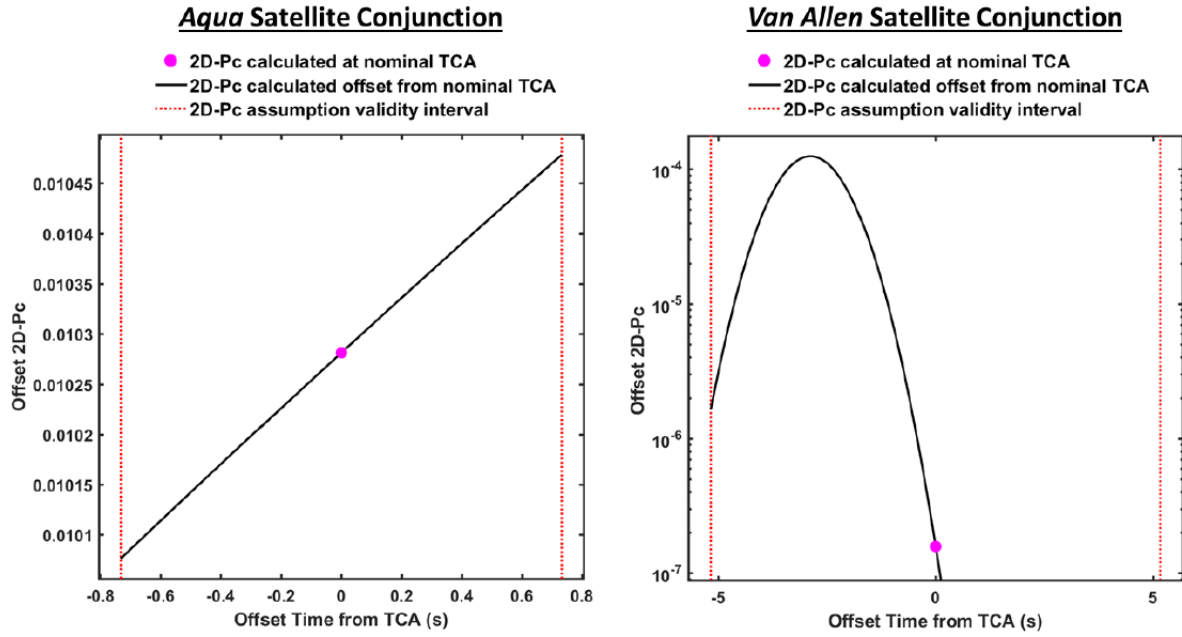 Aqua Satellite Conjunction
2D-Pc calculated at nominal TCA
2D-Pc calculated offset from nominal TCA
2D-Pc assumption validity interval
Offset 2D-Pc
0.01045
0.0104
0.01035
0.0103
0.01025
0.0102
0.01015
0.0101
-0.8 -0.6 -0.4 -0.2 0 0.2 0.4 0.6 0.8
Offset Time from TCA (s)
Van Allen Satellite Conjunction
2D-Pc calculated at nominal TCA
2D-Pc calculated offset from nominal TCA
2D-Pc assumption validity interval
Offset 2D-Pc
10⁻⁴
10⁻⁵
10⁻⁶
10⁻⁷
-5 0 5
Offset Time from TCA (s)